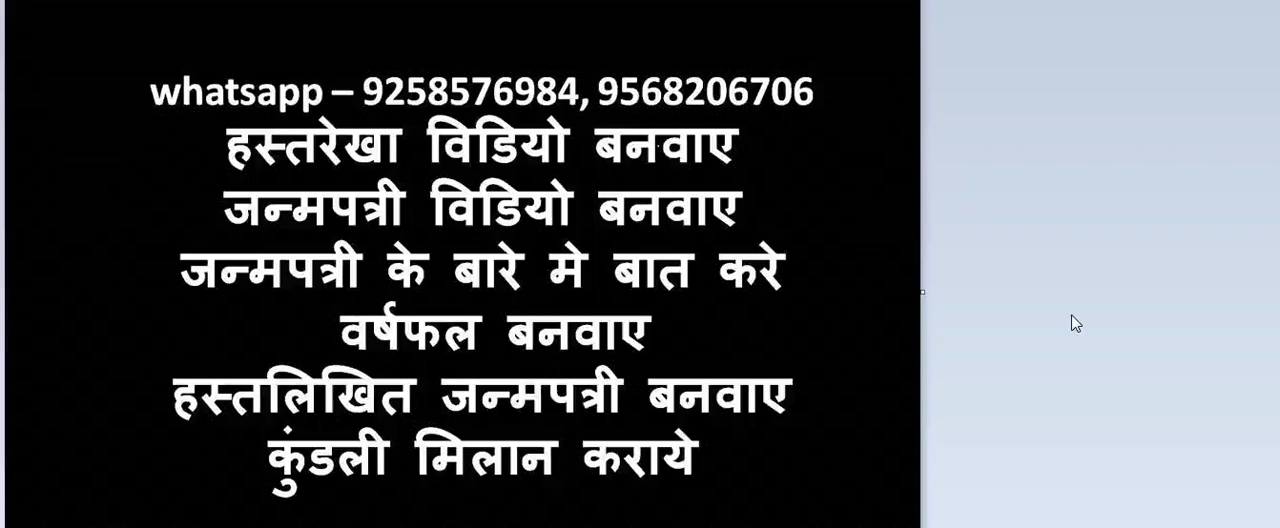 whatsapp – 9258576984, 9568206706
हस्तरेखा विडियो बनवाए
जन्मपत्री विडियो बनवाए
जन्मपत्री के बारे मे बात करे
वर्षफल बनवाए
हस्तलिखित जन्मपत्री बनवाए
कुंडली मिलान कराये